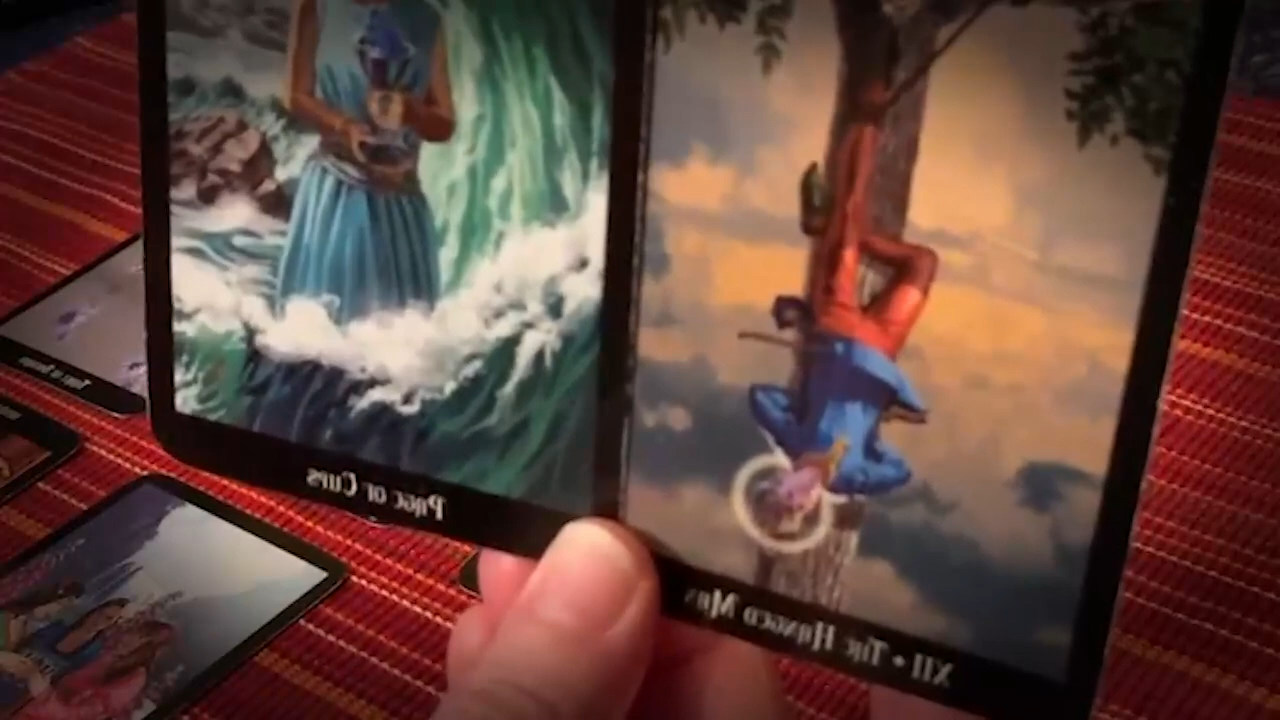 Page of Cups
XII • The Hanged Man